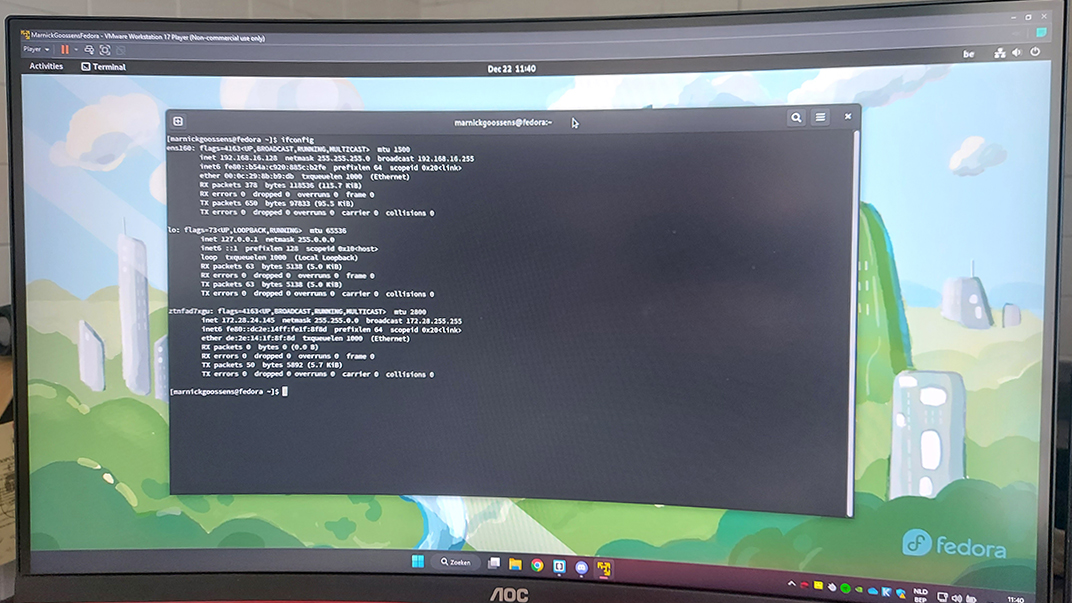 MarnickGoossensFedora - VMware Workstation 17 Player (Non-commercial use only)
Player
Activities Terminal Dec 22 11:40 be
marnickgoossens@fedora:~
[marnickgoossens@fedora ~]$ ifconfig
ens160: flags=4163<UP,BROADCAST,RUNNING,MULTICAST> mtu 1500
inet 192.168.16.128 netmask 255.255.255.0 broadcast 192.168.16.255
inet6 fe80::b54a:c920:885c:b2fe prefixlen 64 scopeid 0x20<link>
ether 00:0c:29:8b:b9:db txqueuelen 1000 (Ethernet)
RX packets 378 bytes 118536 (115.7 KiB)
RX errors 0 dropped 0 overruns 0 frame 0
TX packets 650 bytes 97833 (95.5 KiB)
TX errors 0 dropped 0 overruns 0 carrier 0 collisions 0
lo: flags=73<UP,LOOPBACK,RUNNING> mtu 65536
inet 127.0.0.1 netmask 255.0.0.0
inet6 ::1 prefixlen 128 scopeid 0x10<host>
loop txqueuelen 1000 (Local Loopback)
RX packets 63 bytes 5138 (5.0 KiB)
RX errors 0 dropped 0 overruns 0 frame 0
TX packets 63 bytes 5138 (5.0 KiB)
TX errors 0 dropped 0 overruns 0 carrier 0 collisions 0
ztnfad7xgu: flags=4163<UP,BROADCAST,RUNNING,MULTICAST> mtu 2800
inet 172.28.24.145 netmask 255.255.0.0 broadcast 172.28.255.255
inet6 fe80::dc2e:14ff:fe1f:8f8d prefixlen 64 scopeid 0x20<link>
ether de:2e:14:1f:8f:8d txqueuelen 1000 (Ethernet)
RX packets 0 bytes 0 (0.0 B)
RX errors 0 dropped 0 overruns 0 frame 0
TX packets 50 bytes 5892 (5.7 KiB)
TX errors 0 dropped 0 overruns 0 carrier 0 collisions 0
[marnickgoossens@fedora ~]$
fedora
Zoeken
NLD
BEP
11:40
AOC